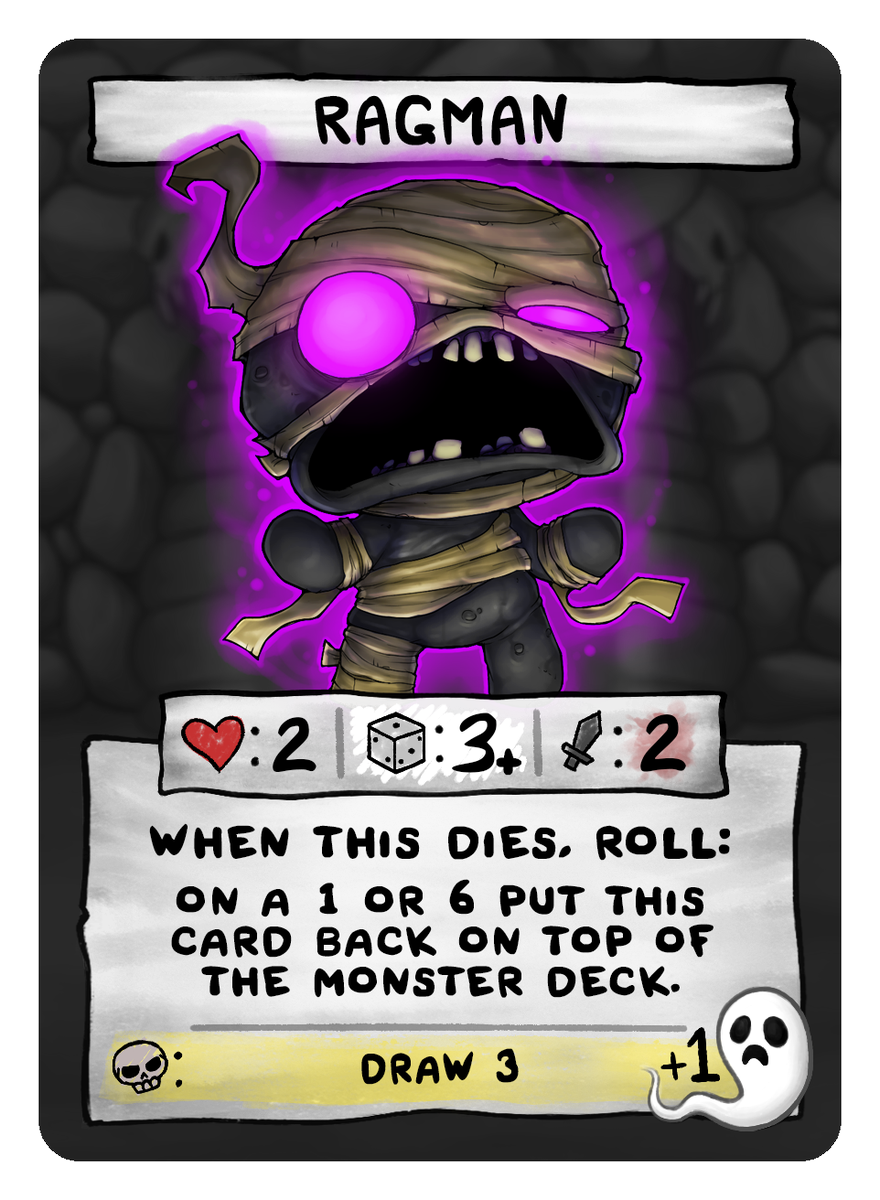 RAGMAN
:2 :3+ :2
WHEN THIS DIES, ROLL:
ON A 1 OR 6 PUT THIS
CARD BACK ON TOP OF
THE MONSTER DECK.
: DRAW 3 +1